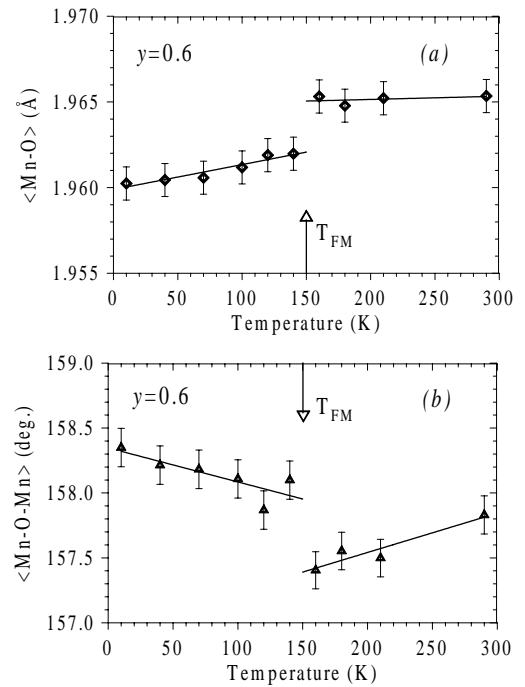 1.970
y=0.6
(a)
1.965
1.960
1.955
<Mn-O> (Å)
T_FM
0 50 100 150 200 250 300
Temperature (K)
159.0
y=0.6
(b)
T_FM
158.5
158.0
157.5
157.0
<Mn-O-Mn> (deg.)
0 50 100 150 200 250 300
Temperature (K)